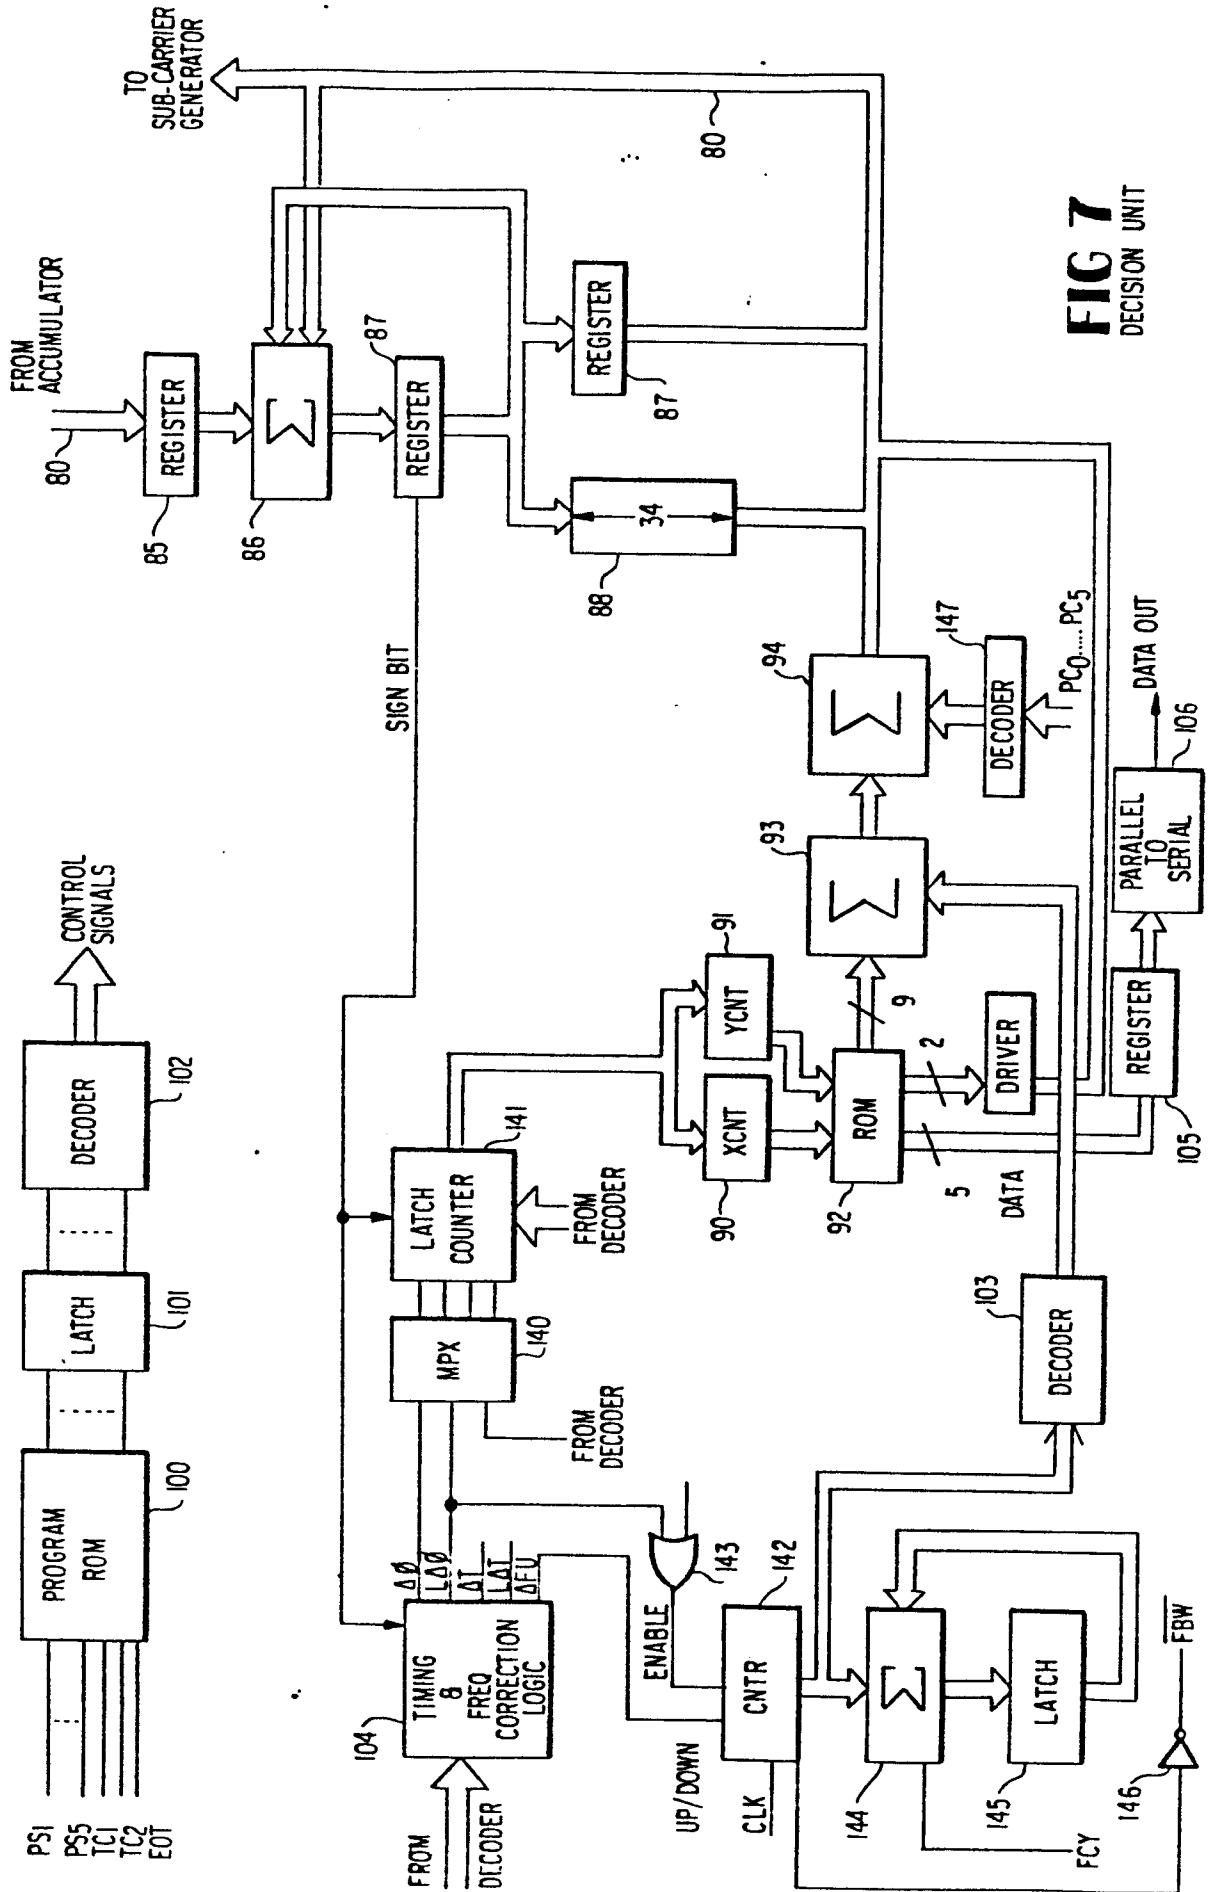 PS1
PS5
TC1
TC2
EOT
PROGRAM
ROM
100
LATCH
101
DECODER
102
CONTROL
SIGNALS
FROM
ACCUMULATOR
80
REGISTER
85
Σ
86
REGISTER
87
TO
SUB-CARRIER
GENERATOR
80
REGISTER
87
34
88
SIGN BIT
FROM
DECODER
104
TIMING
&
FREQ
CORRECTION
LOGIC
ΔØ
LΔØ
ΔT
LΔT
ΔFU
MPX
140
FROM
DECODER
LATCH
COUNTER
141
FROM
DECODER
XCNT
90
YCNT
91
ROM
92
9
2
5
DATA
DRIVER
Σ
93
Σ
94
DECODER
147
PC0.....PC5
REGISTER
105
PARALLEL
TO
SERIAL
106
DATA OUT
DECODER
103
143
ENABLE
UP/DOWN
CLK
CNTR
142
Σ
144
FCY
LATCH
145
146
FBW
FIG 7
DECISION UNIT